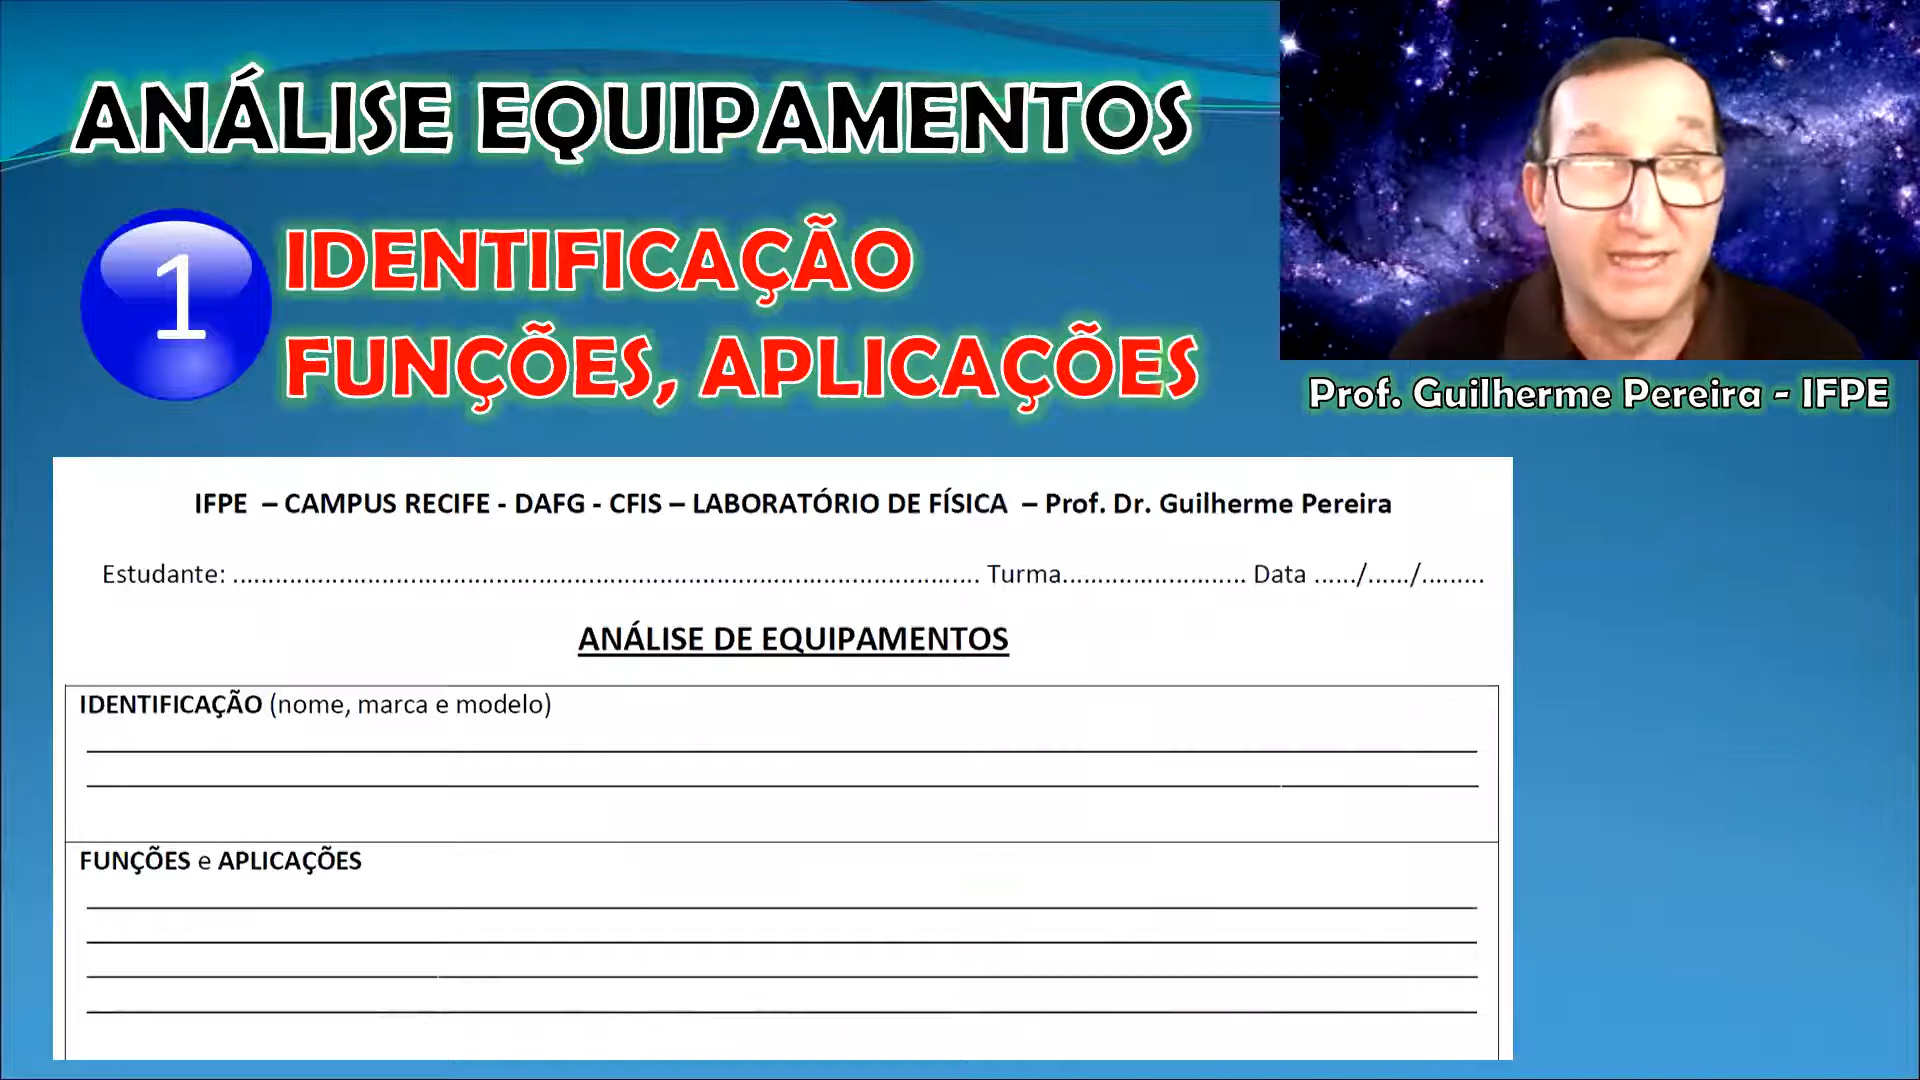 ANÁLISE EQUIPAMENTOS
1
IDENTIFICAÇÃO
FUNÇÕES, APLICAÇÕES
Prof. Guilherme Pereira - IFPE
IFPE – CAMPUS RECIFE - DAFG - CFIS – LABORATÓRIO DE FÍSICA – Prof. Dr. Guilherme Pereira
Estudante: ........................................................................................................ Turma.......................... Data ....../....../.........
ANÁLISE DE EQUIPAMENTOS
IDENTIFICAÇÃO (nome, marca e modelo)
FUNÇÕES e APLICAÇÕES